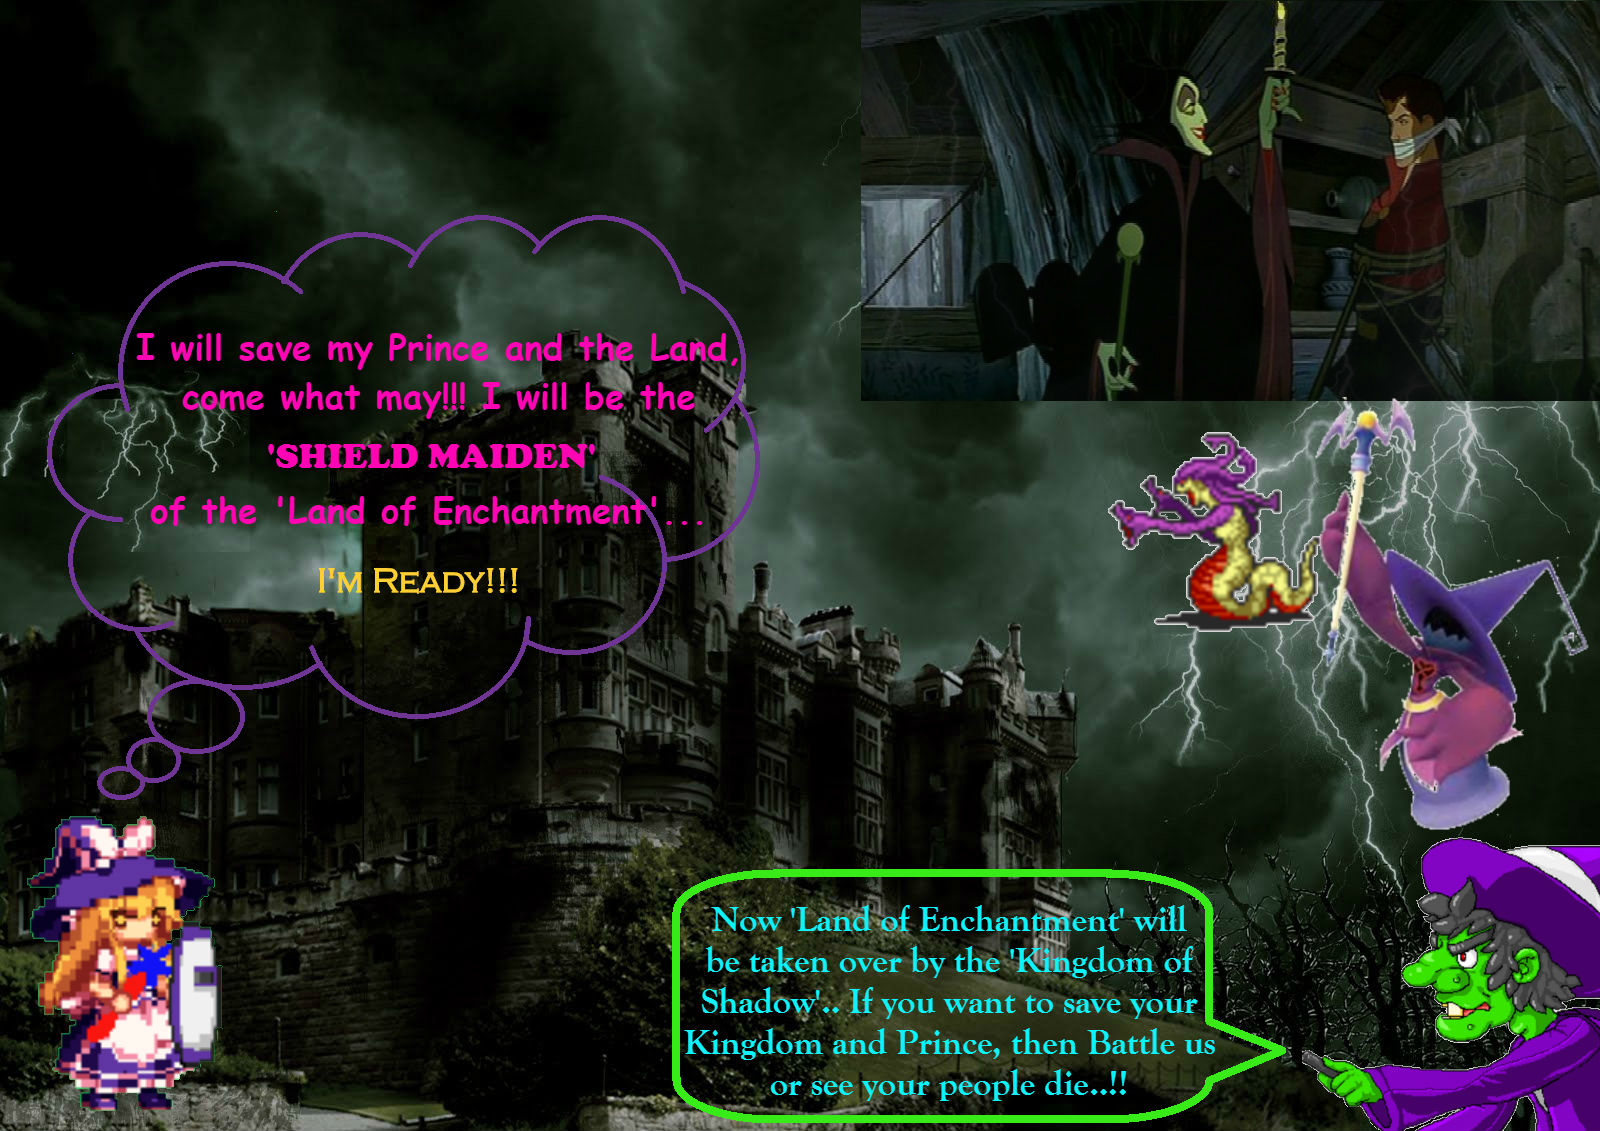 I will save my Prince and the Land,
come what may!!! I will be the
'SHIELD MAIDEN'
of the 'Land of Enchantment'...
I'm Ready!!!
Now 'Land of Enchantment' will
be taken over by the 'Kingdom of
Shadow'.. If you want to save your
Kingdom and Prince, then Battle us
or see your people die..!!